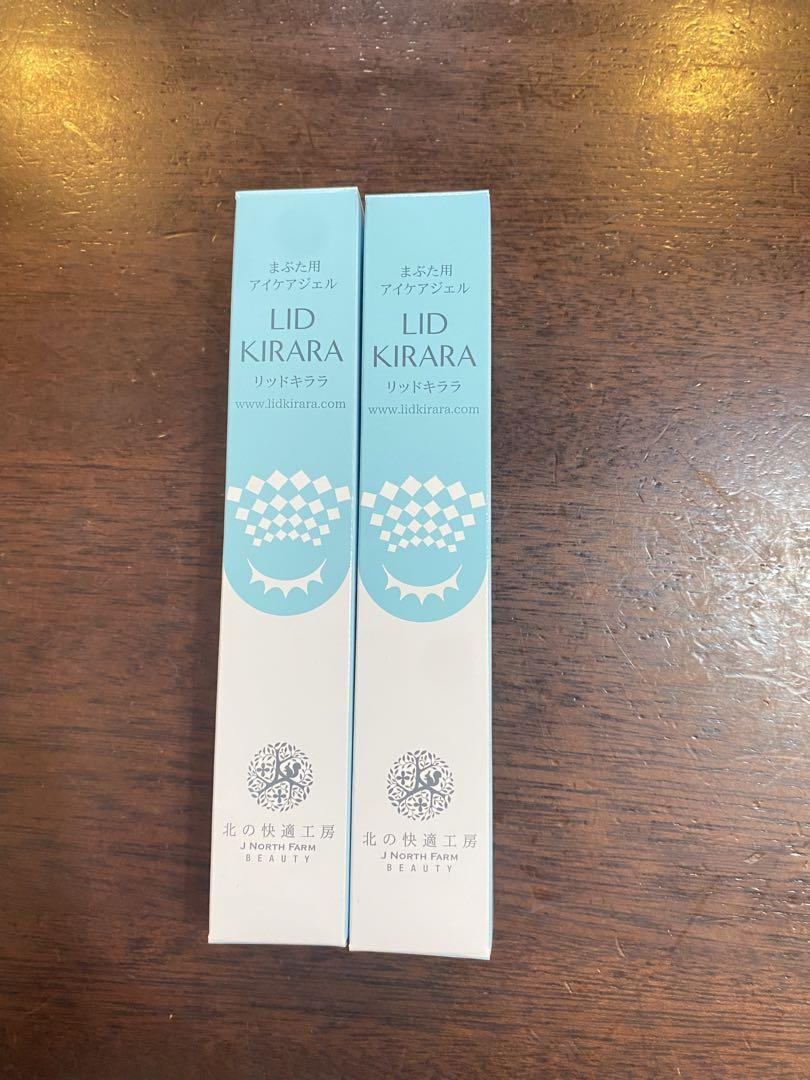 まぶた用
アイケアジェル
LID
KIRARA
リッドキララ
www.lidkirara.com
北の快適工房
J NORTH FARM
BEAUTY
まぶた用
アイケアジェル
LID
KIRARA
リッドキララ
www.lidkirara.com
北の快適工房
J NORTH FARM
BEAUTY